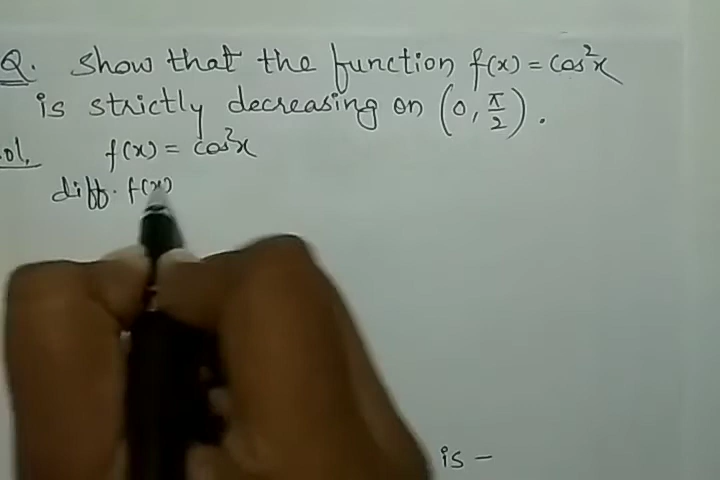 Q. Show that the function f(x) = cos²x
is strictly decreasing on (0, π/2).
Sol. f(x) = cos²x
diff. f(x)
is –